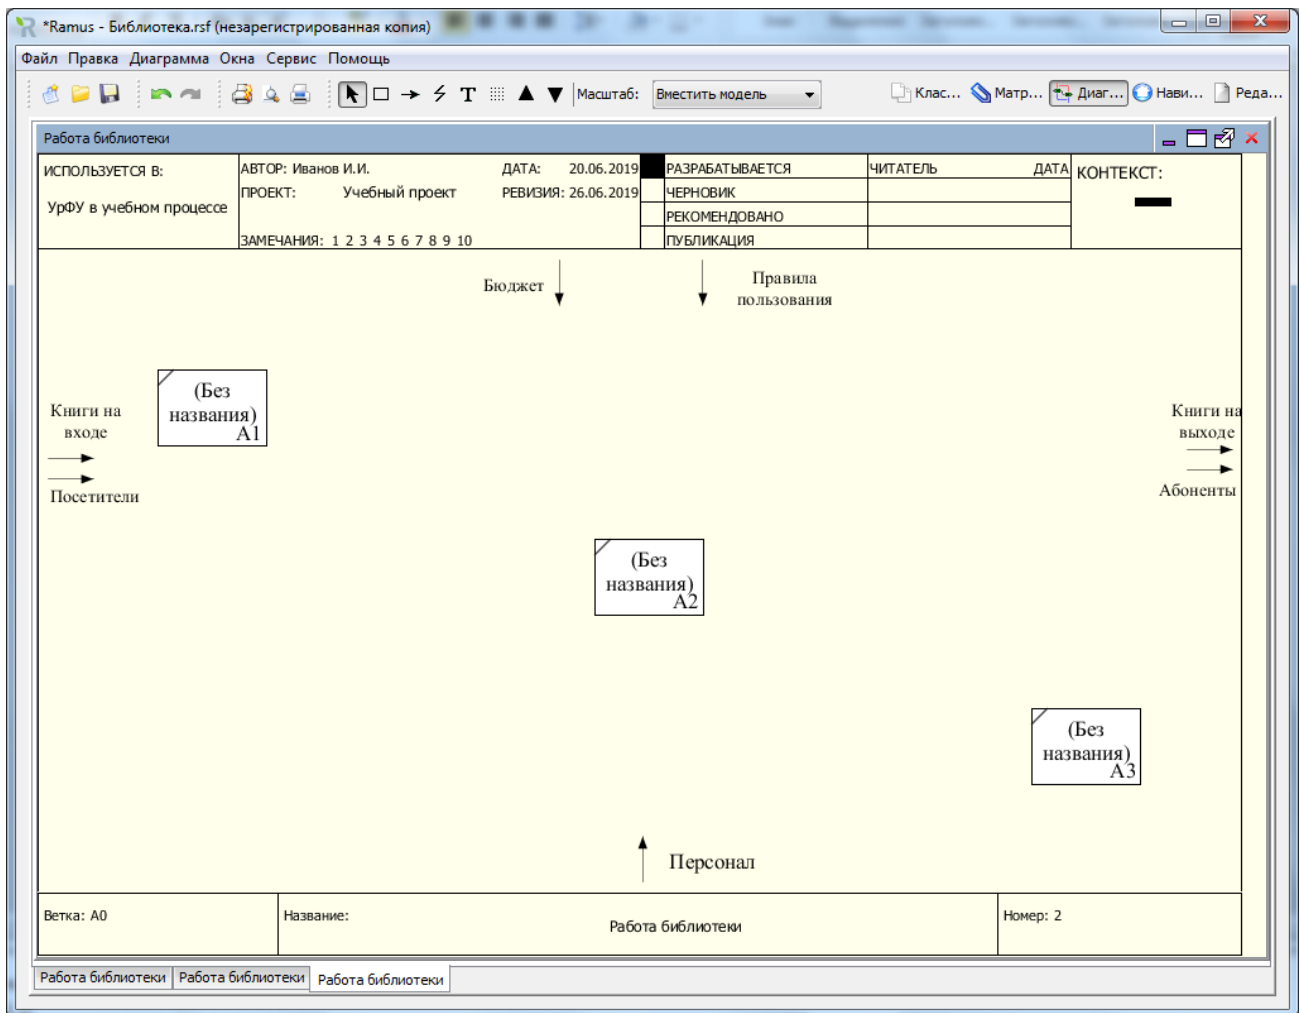 *Ramus - Библиотека.rsf (незарегистрированная копия)
Файл Правка Диаграмма Окна Сервис Помощь
T Масштаб: Вместить модель Клас... Матр... Диаг... Нави... Реда...
Работа библиотеки
ИСПОЛЬЗУЕТСЯ В:
УрФУ в учебном процессе
АВТОР: Иванов И.И. ДАТА: 20.06.2019
ПРОЕКТ: Учебный проект РЕВИЗИЯ: 26.06.2019
ЗАМЕЧАНИЯ: 1 2 3 4 5 6 7 8 9 10
РАЗРАБАТЫВАЕТСЯ
ЧЕРНОВИК
РЕКОМЕНДОВАНО
ПУБЛИКАЦИЯ
ЧИТАТЕЛЬ ДАТА
КОНТЕКСТ:
Бюджет
Правила
пользования
(Без
названия)
A1
Книги на
входе
Посетители
Книги на
выходе
Абоненты
(Без
названия)
A2
(Без
названия)
A3
Персонал
Ветка: A0
Название:
Работа библиотеки
Номер: 2
Работа библиотеки Работа библиотеки Работа библиотеки